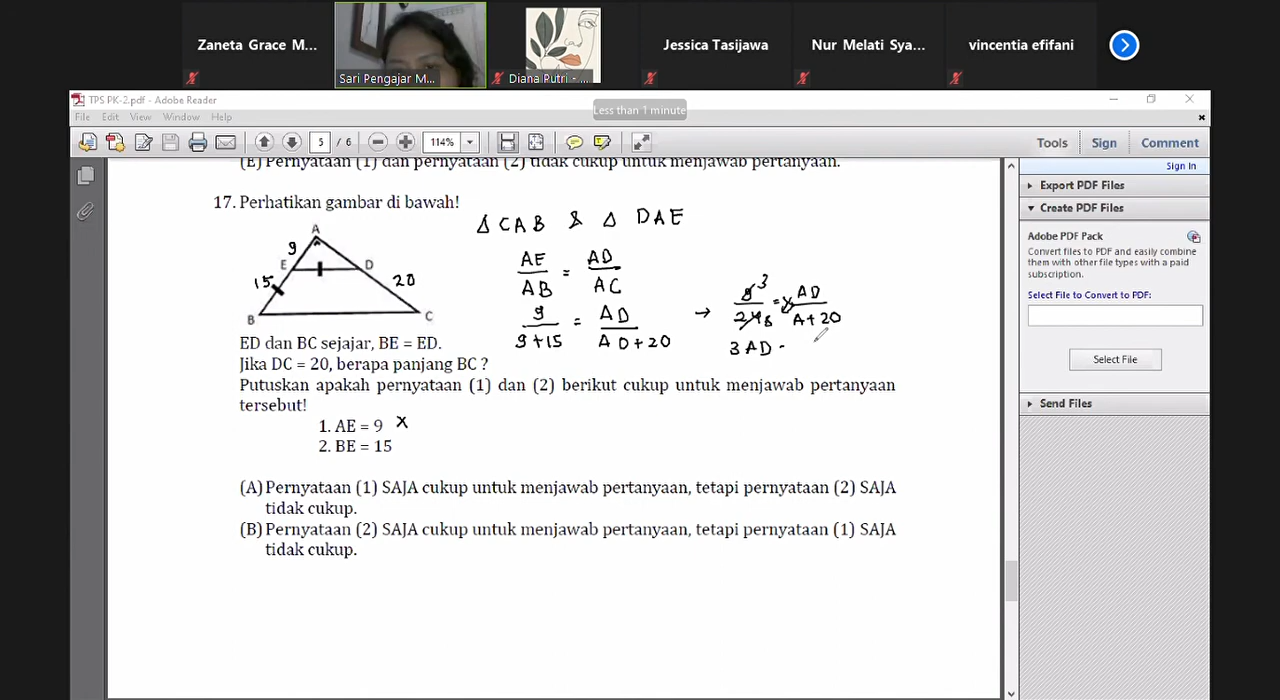 Zaneta Grace M...
Sari Pengajar M...
Diana Putri - ...
Jessica Tasijawa
Nur Melati Sya...
vincentia efifani
TPS PK-2.pdf - Adobe Reader
Less than 1 minute
File Edit View Window Help
5 / 6
114%
Tools
Sign
Comment
Sign In
Export PDF Files
Create PDF Files
Adobe PDF Pack
Convert files to PDF and easily combine
them with other file types with a paid
subscription.
Select File to Convert to PDF:
Select File
Send Files
(E) Pernyataan (1) dan pernyataan (2) tidak cukup untuk menjawab pertanyaan.
17. Perhatikan gambar di bawah!
A
9
E
D
15
20
B
C
Δ CAB & Δ DAE
AE/AB = AD/AC
9/9+15 = AD/AD+20
→ 9 3/24 8 = AD/A+20
3 AD -
ED dan BC sejajar, BE = ED.
Jika DC = 20, berapa panjang BC ?
Putuskan apakah pernyataan (1) dan (2) berikut cukup untuk menjawab pertanyaan
tersebut!
1. AE = 9 x
2. BE = 15
(A) Pernyataan (1) SAJA cukup untuk menjawab pertanyaan, tetapi pernyataan (2) SAJA
tidak cukup.
(B) Pernyataan (2) SAJA cukup untuk menjawab pertanyaan, tetapi pernyataan (1) SAJA
tidak cukup.